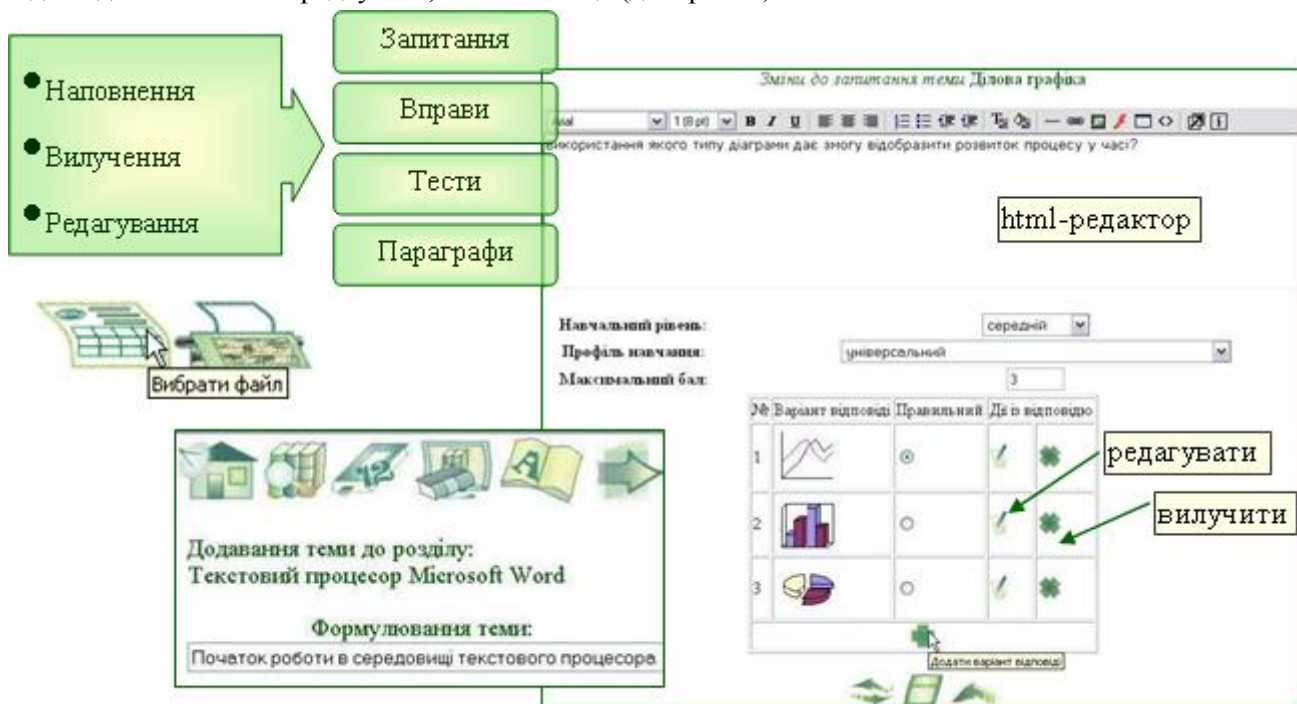 Наповнення
Вилучення
Редагування
Запитання
Вправи
Тести
Параграфи
Зміни до запитання теми Ділова графіка
1 (8 pt) B I U
використання якого типу діаграми дає змогу відобразити розвиток процесу у часі?
html-редактор
Вибрати файл
Навчальний рівень: середній
Профіль навчання: універсальний
Максимальний бал: 3
№ Варіант відповіді Правильний Дії із відповіддю
1
2
3
редагувати
вилучити
Додати варіант відповіді
Додавання теми до розділу:
Текстовий процесор Microsoft Word
Формулювання теми:
Початок роботи в середовищі текстового процесора